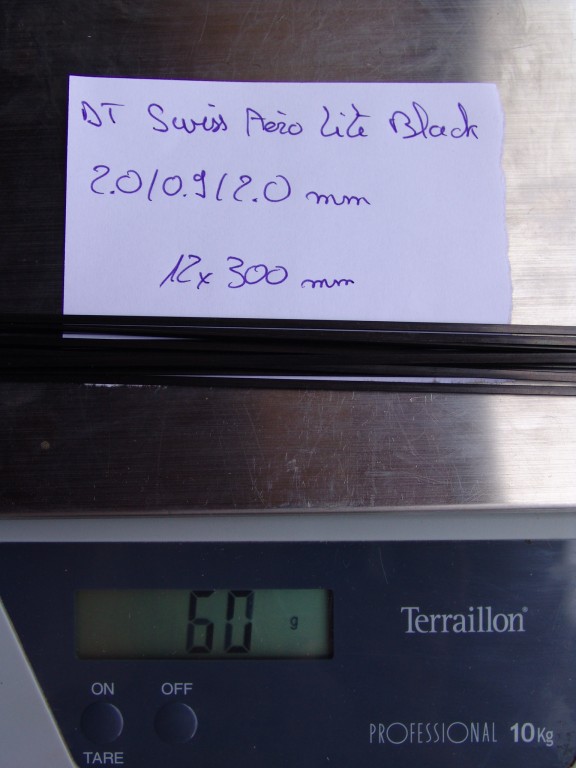 DT Swiss Aero Lite Black
2.0/0.9/2.0 mm
12x 300 mm
60 g
Terraillon®
ON OFF
TARE
PROFESSIONAL 10Kg